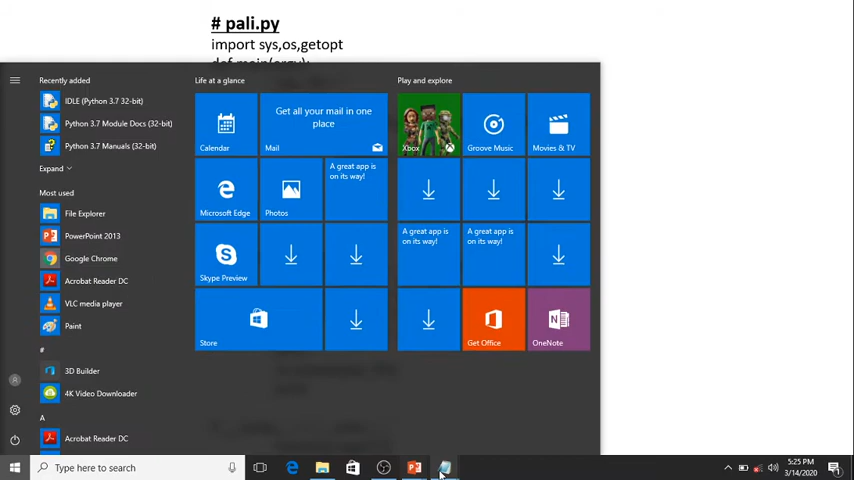 # pali.py
import sys,os,getopt
def main(argv):
Recently added
IDLE (Python 3.7 32-bit)
Python 3.7 Module Docs (32-bit)
Python 3.7 Manuals (32-bit)
Expand
Most used
File Explorer
PowerPoint 2013
Google Chrome
Acrobat Reader DC
VLC media player
Paint
#
3D Builder
4K Video Downloader
A
Acrobat Reader DC
Life at a glance
Calendar
Get all your mail in one
place
Mail
Microsoft Edge
Photos
A great app is
on its way!
Skype Preview
Store
Play and explore
Xbox
Groove Music
Movies & TV
A great app is
on its way!
A great app is
on its way!
Get Office
OneNote
Type here to search
5:25 PM
3/14/2020